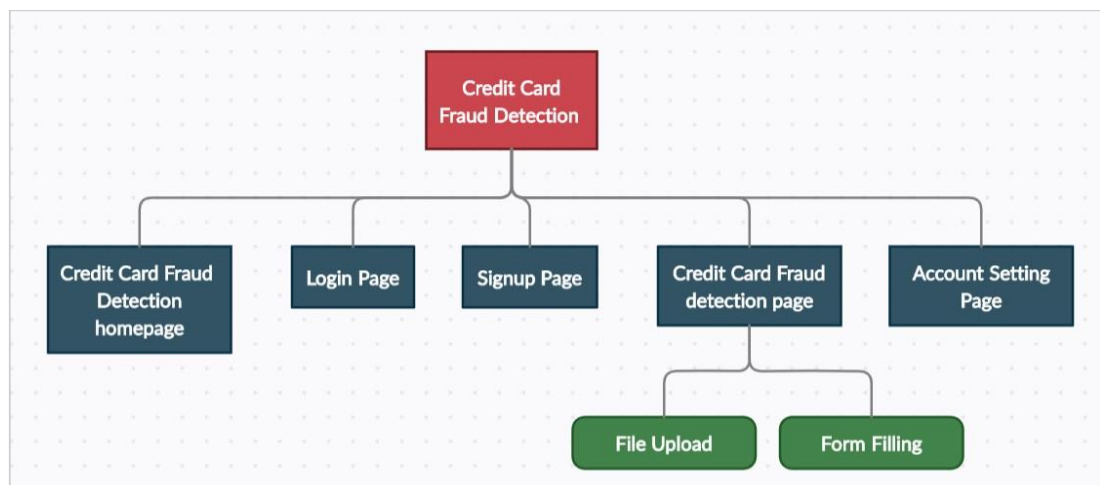 Credit Card
Fraud Detection
Credit Card Fraud
Detection
homepage
Login Page
Signup Page
Credit Card Fraud
detection page
Account Setting
Page
File Upload
Form Filling